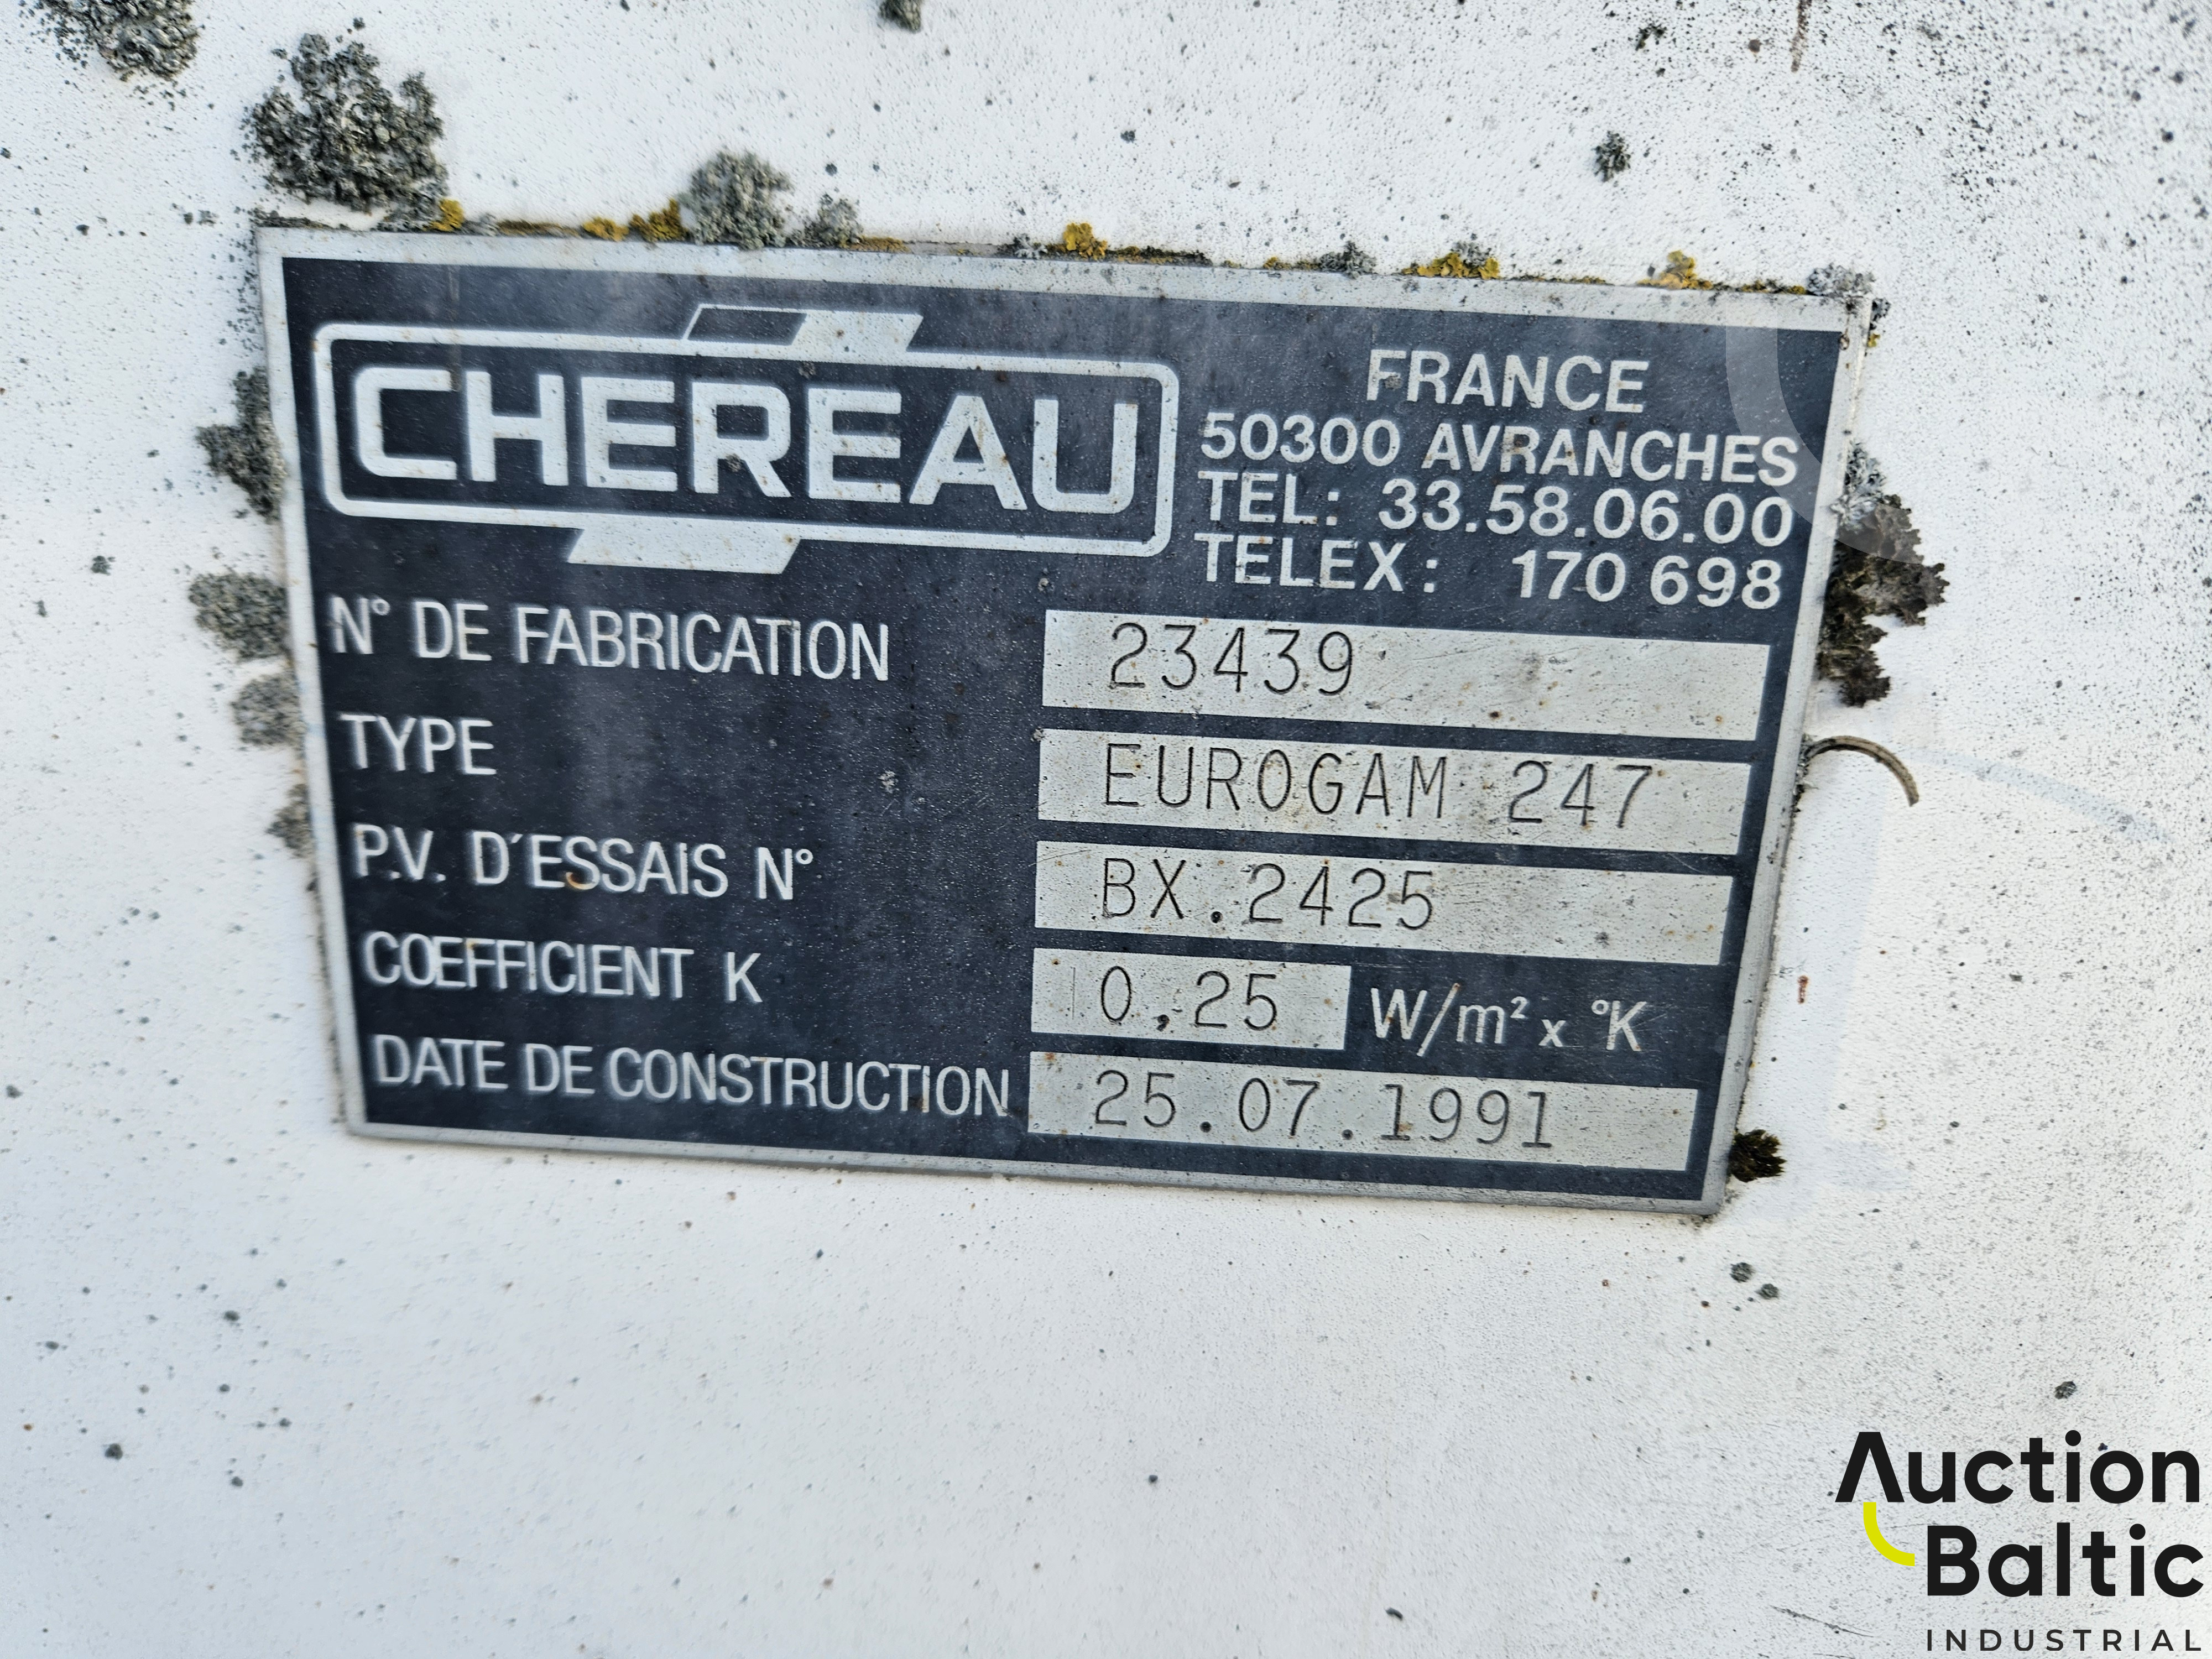 CHEREAU
FRANCE
50300 AVRANCHES
TEL: 33.58.06.00
TELEX: 170 698
N° DE FABRICATION 23439
TYPE EUROGAM 247
P.V. D'ESSAIS N° BX.2425
COEFFICIENT K 0,25 W/m² x °K
DATE DE CONSTRUCTION 25.07.1991
Auction
Baltic
INDUSTRIAL